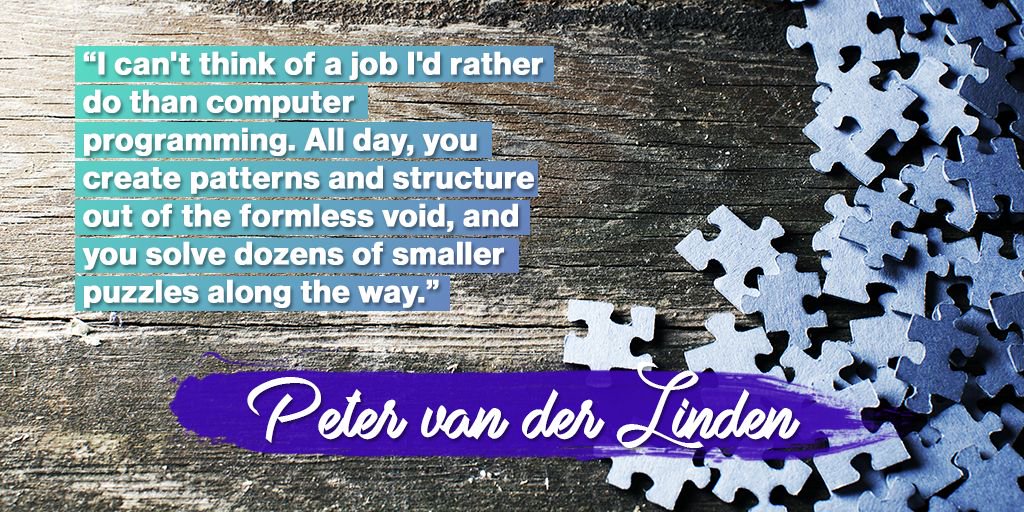 “I can't think of a job I'd rather
do than computer
programming. All day, you
create patterns and structure
out of the formless void, and
you solve dozens of smaller
puzzles along the way.”
Peter van der Linden